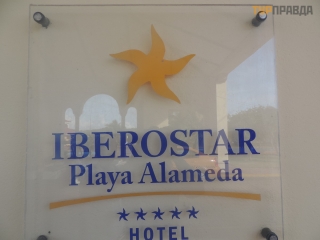 ПРАВДА
IBEROSTAR
Playa Alameda
★★★★★
HOTEL